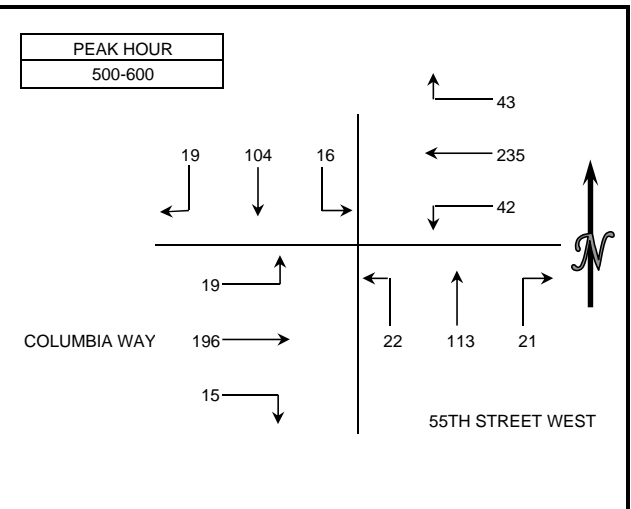 PEAK HOUR
500-600
43
19 104 16
235
42
19
N
COLUMBIA WAY 196
22 113 21
15
55TH STREET WEST